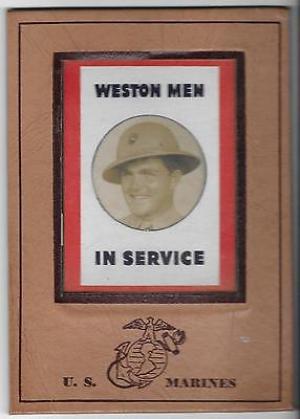 WESTON MEN
IN SERVICE
U. S. MARINES